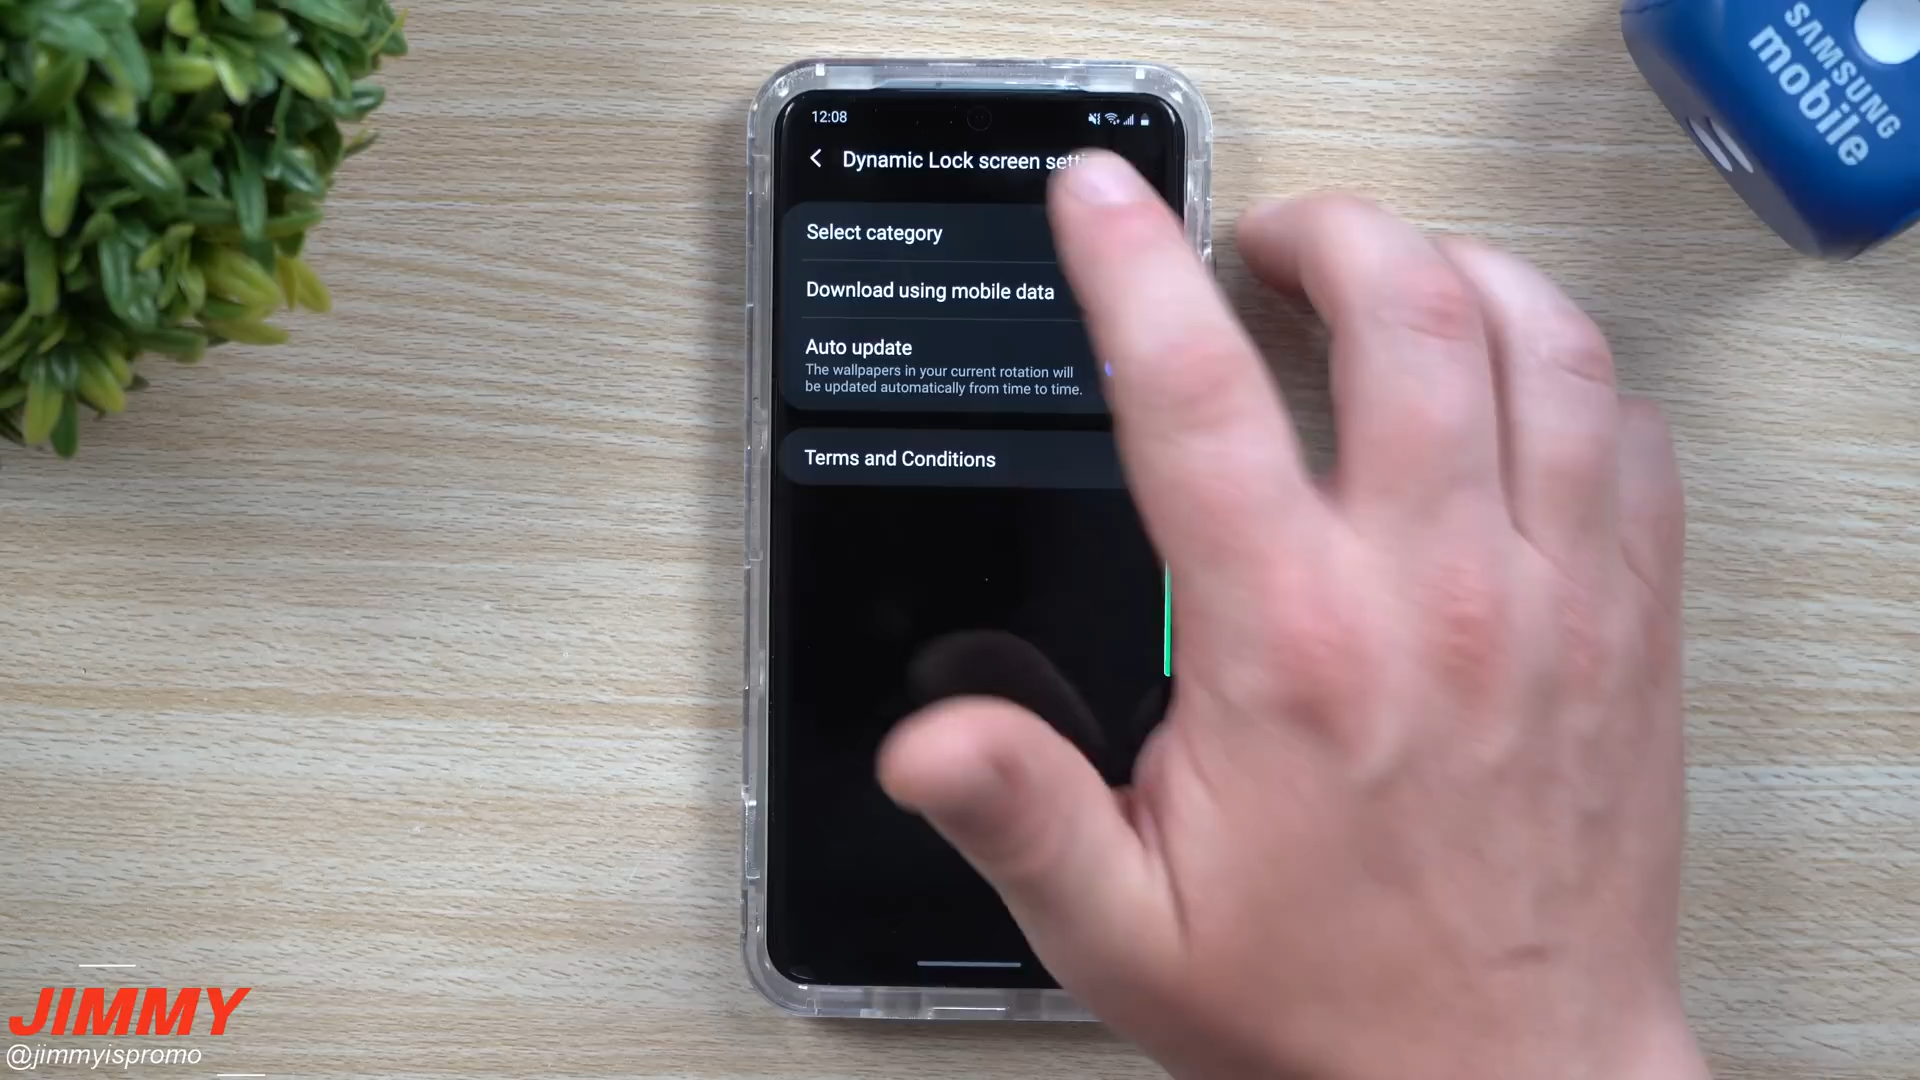 SAMSUNG
mobile
12:08
Dynamic Lock screen
Select category
Download using mobile data
Auto update
The wallpapers in your current rotation will
be updated automatically from time to time.
Terms and Conditions
JIMMY
@jimmyispromo